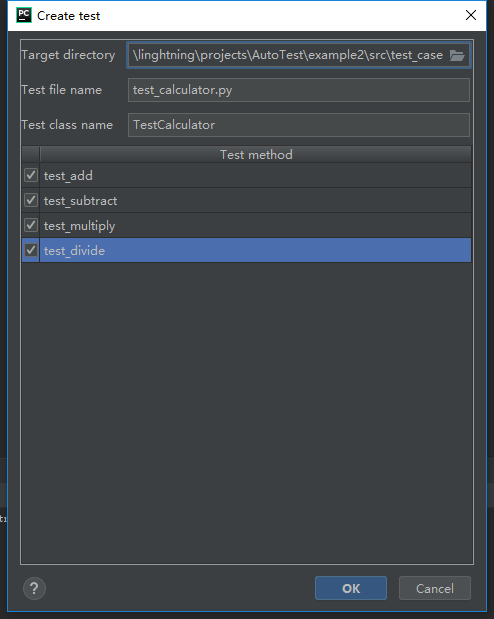 PC Create test
Target directory \linghtning\projects\AutoTest\example2\src\test_case
Test file name test_calculator.py
Test class name TestCalculator
Test method
test_add
test_subtract
test_multiply
test_divide
? OK Cancel